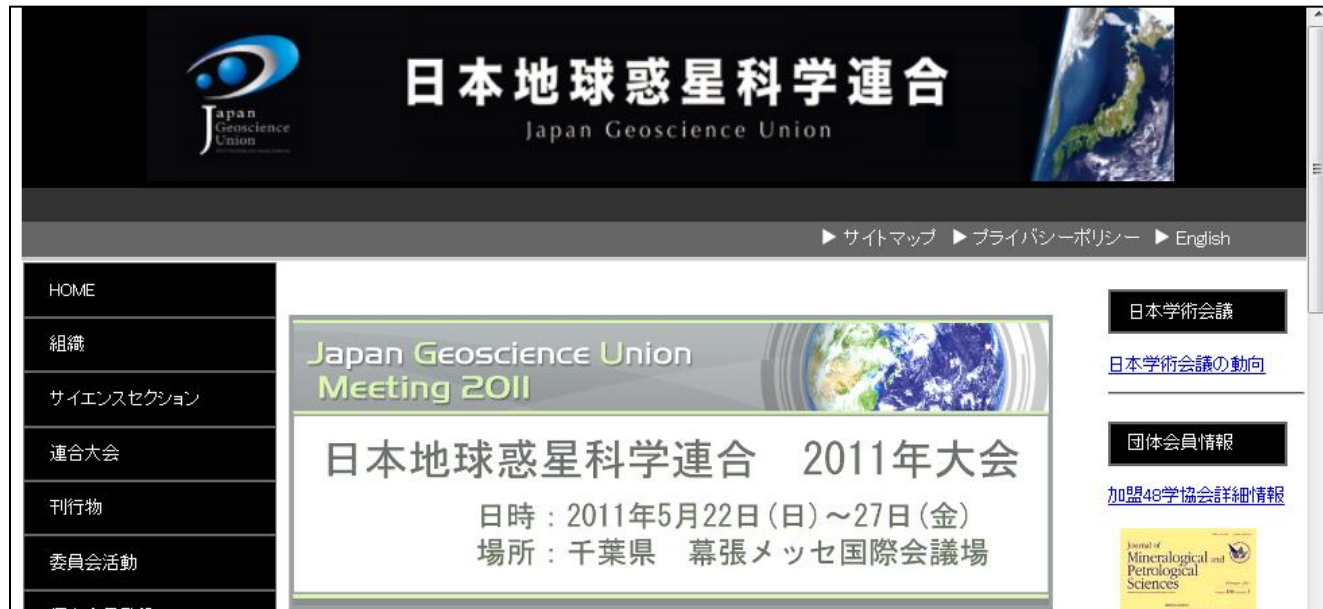 Japan
Geoscience
Union
日本地球惑星科学連合
Japan Geoscience Union
▶ サイトマップ ▶ プライバシーポリシー ▶ English
HOME
組織
サイエンスセクション
連合大会
刊行物
委員会活動
Japan Geoscience Union
Meeting 2011
日本地球惑星科学連合 2011年大会
日時：2011年5月22日(日)～27日(金)
場所：千葉県 幕張メッセ国際会議場
日本学術会議
日本学術会議の動向
団体会員情報
加盟48学協会詳細情報
Journal of
Mineralogical and
Petrological
Sciences